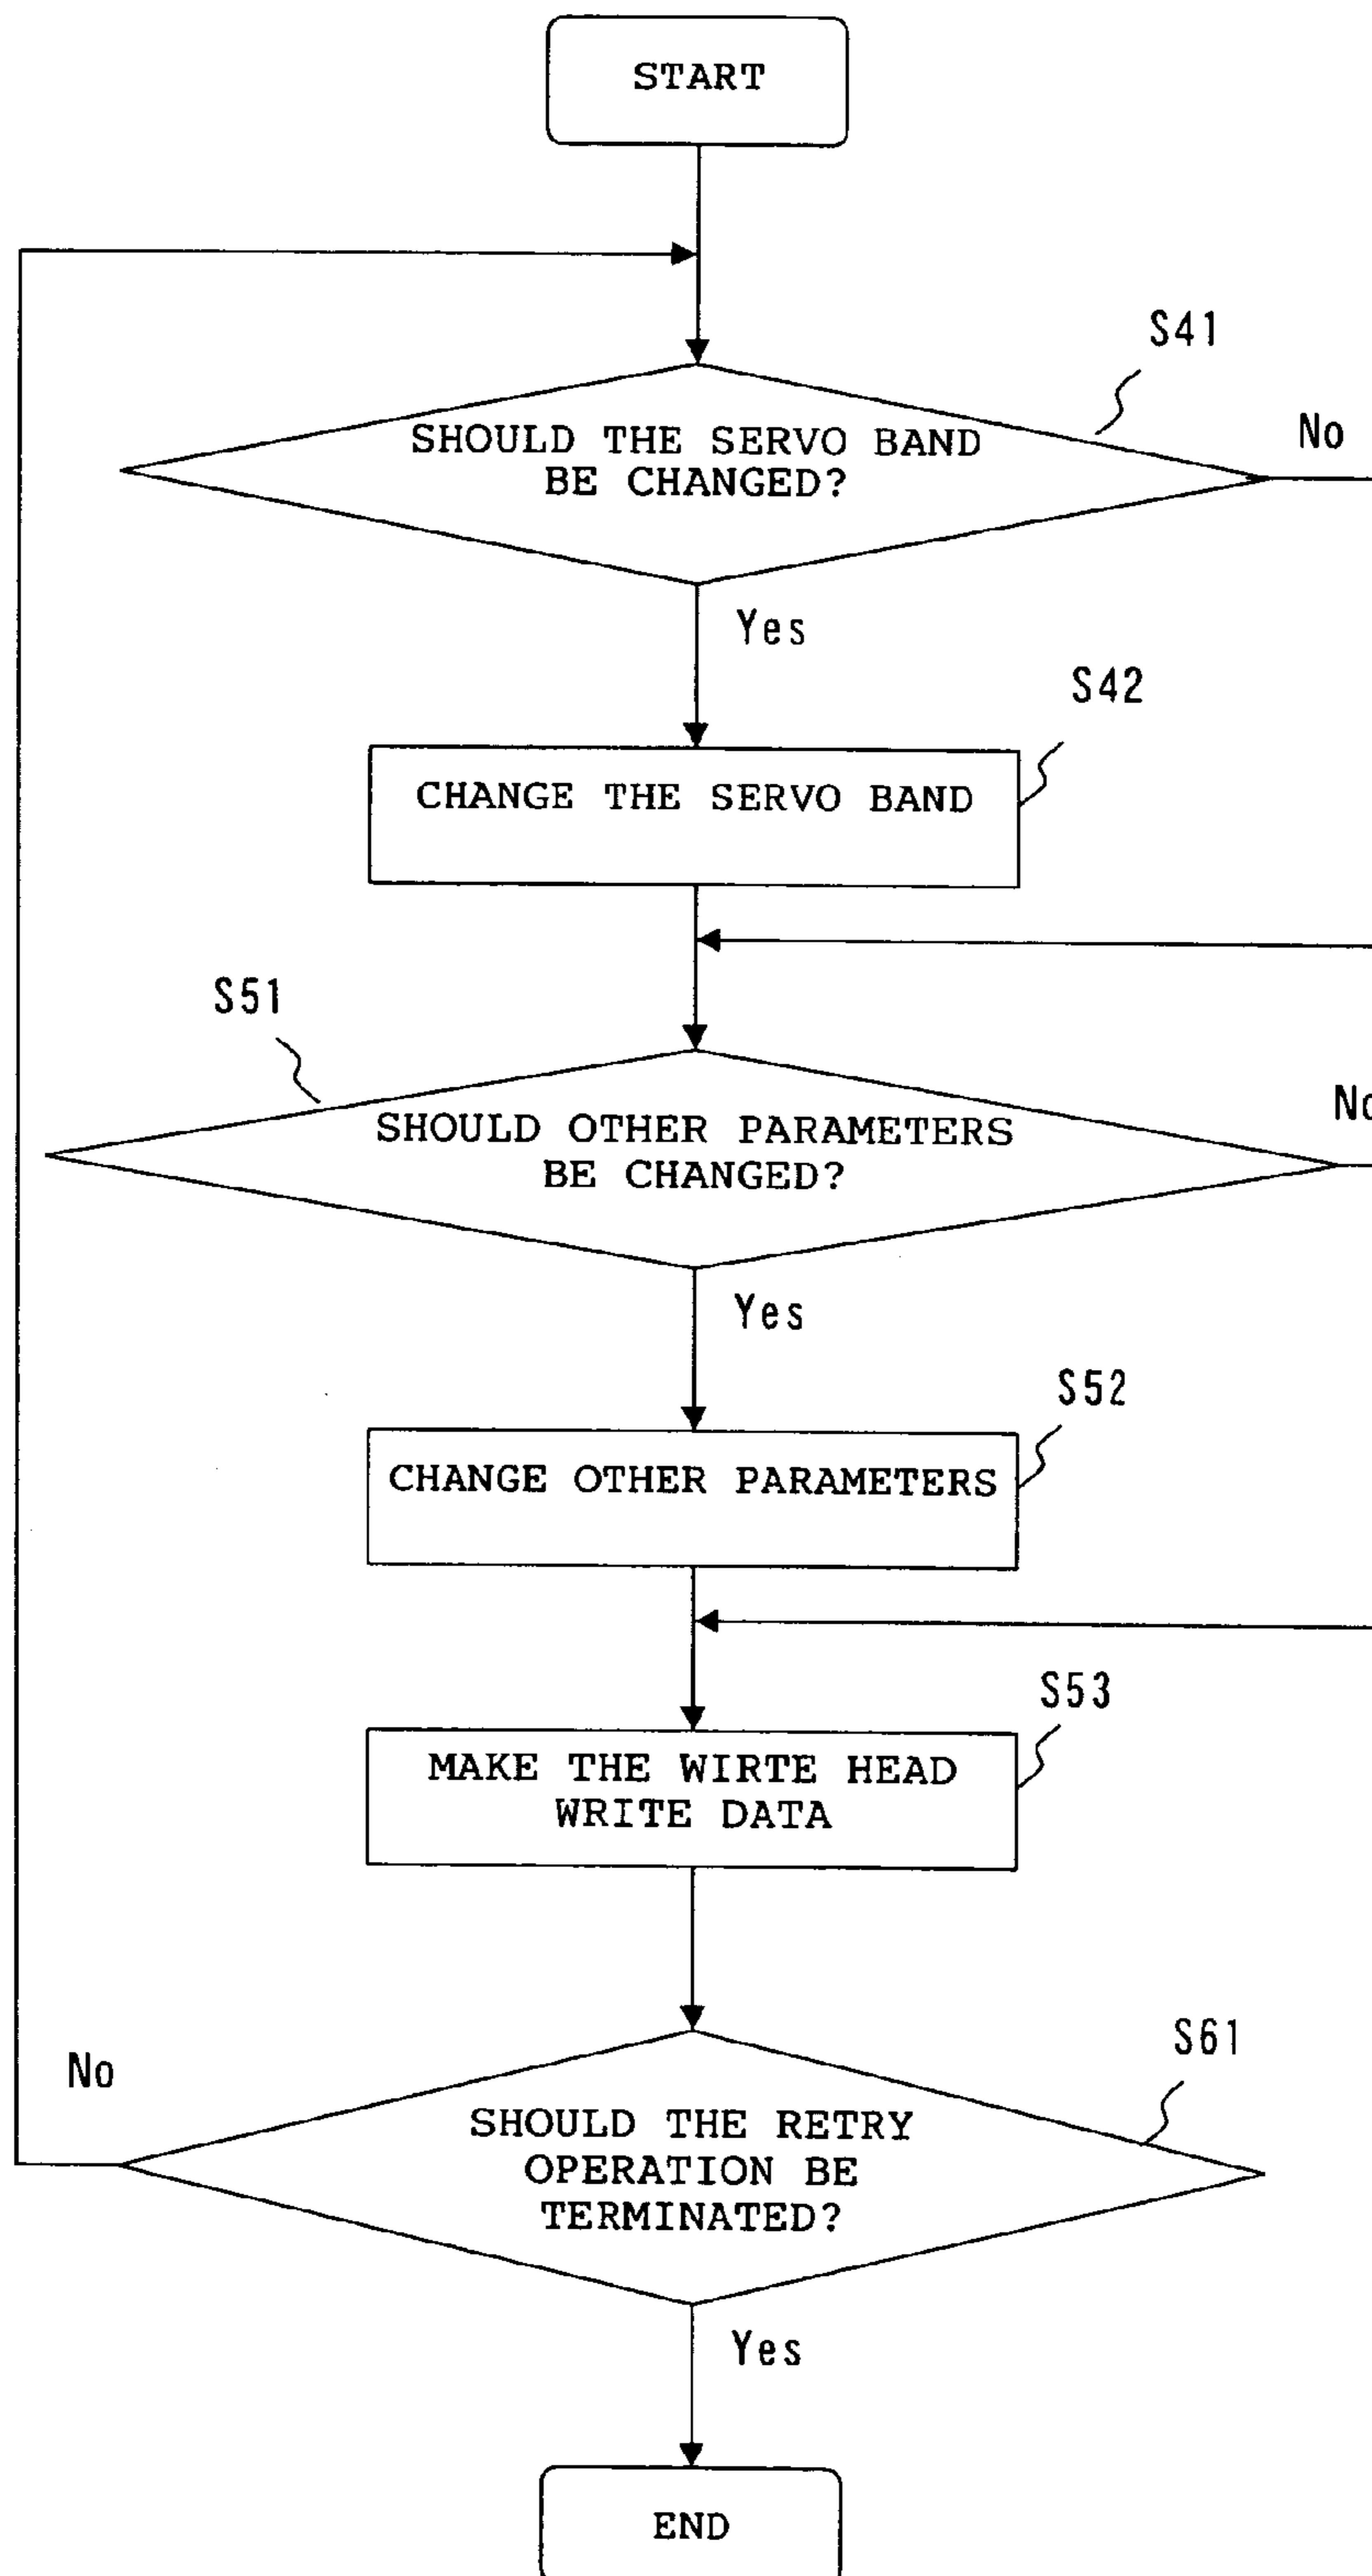 START
S41
SHOULD THE SERVO BAND
BE CHANGED?
No
Yes
S42
CHANGE THE SERVO BAND
S51
SHOULD OTHER PARAMETERS
BE CHANGED?
No
Yes
S52
CHANGE OTHER PARAMETERS
S53
MAKE THE WIRTE HEAD
WRITE DATA
S61
No
SHOULD THE RETRY
OPERATION BE
TERMINATED?
Yes
END